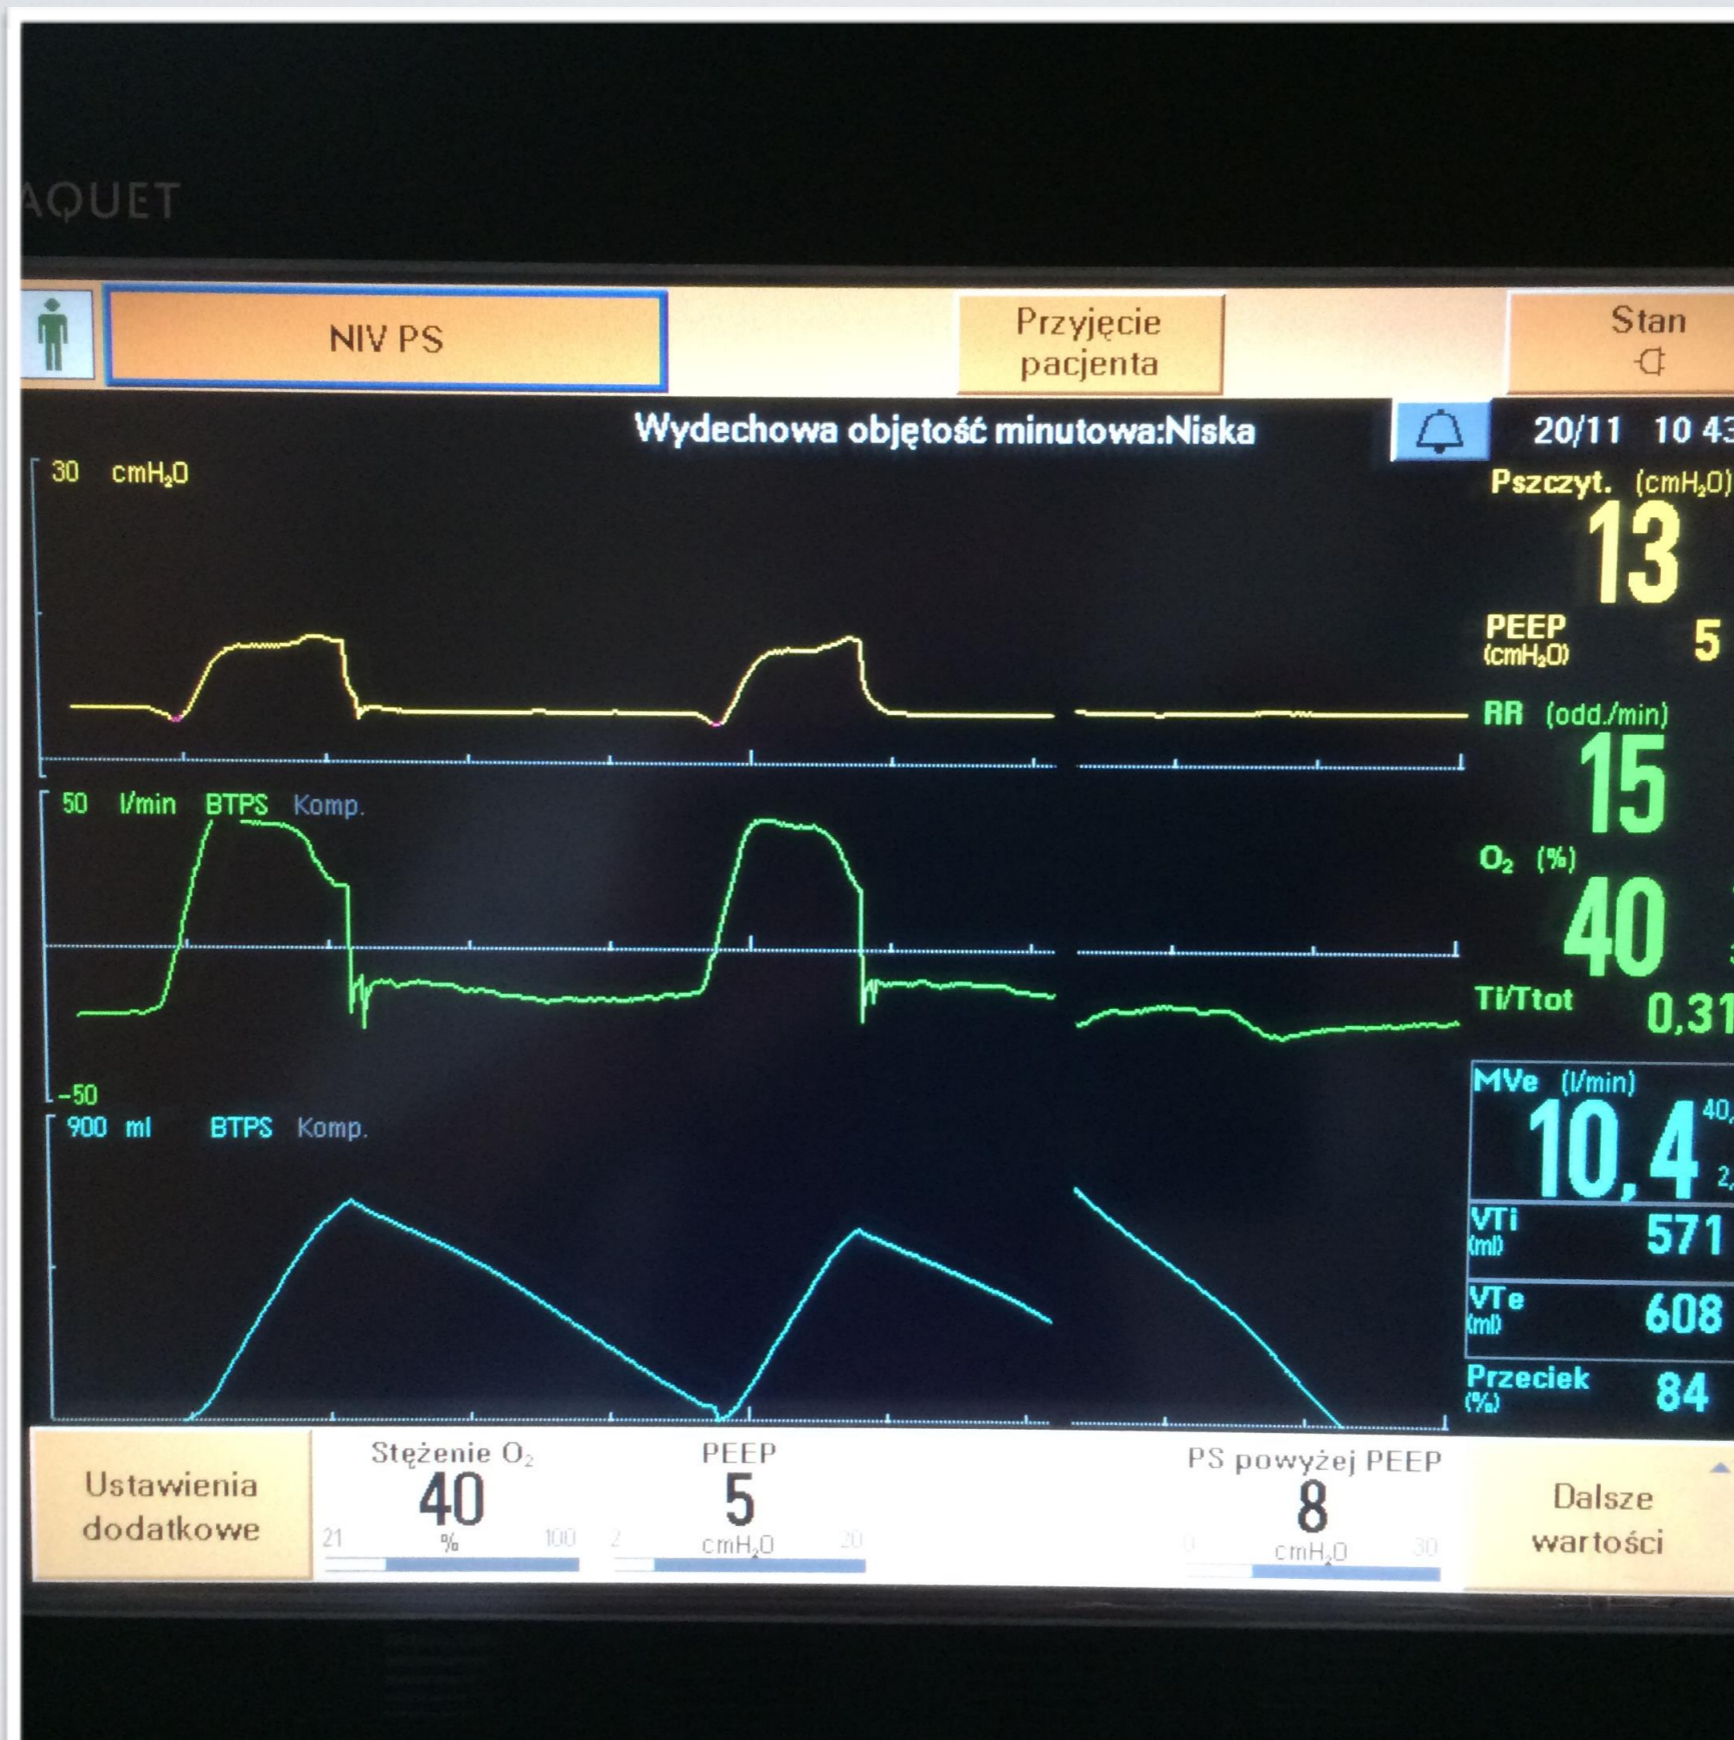 AQUET
NIV PS
Przyjęcie
pacjenta
Stan
Wydechowa objętość minutowa:Niska
20/11 10 43
30 cmH₂O
Pszczyt. (cmH₂O)
13
PEEP
(cmH₂O)
5
RR (odd./min)
15
50 l/min BTPS Komp.
O₂ (%)
40
Ti/Ttot 0,31
-50
MVe (l/min)
10,4
40,
2,
900 ml BTPS Komp.
VTi
(ml)
571
VTe
(ml)
608
Przeciek
(%)
84
Ustawienia
dodatkowe
Stężenie O₂
40
21 % 100
PEEP
5
2 cmH₂O 20
PS powyżej PEEP
8
0 cmH₂O 30
Dalsze
wartości